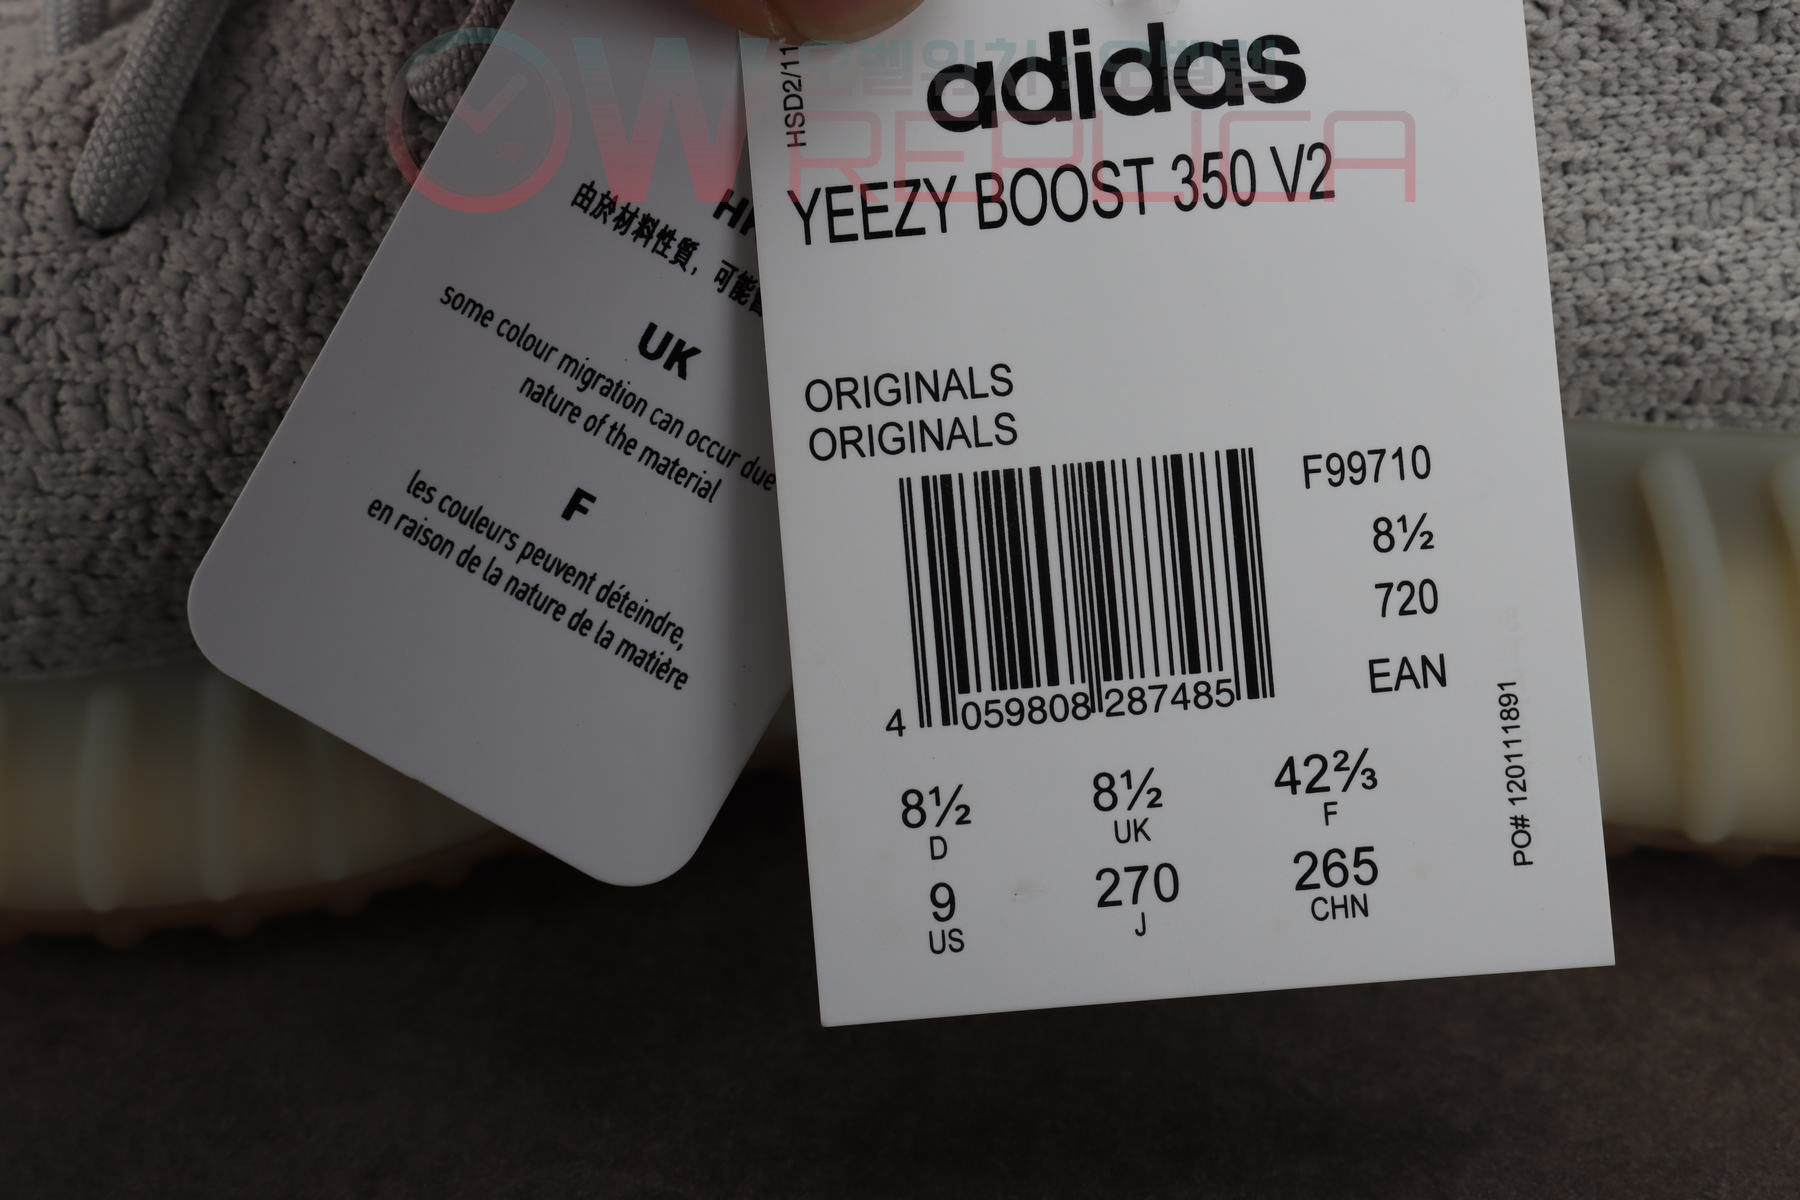 OWREPLICA
HSD2/11
adidas
YEEZY BOOST 350 V2
ORIGINALS
ORIGINALS
F99710
8½
720
EAN
4 059808 287485
8½ 8½ 42⅔
D UK F
9 270 265
US J CHN
PO# 120111891
由於材料性質，可能
UK
some colour migration can occur due
nature of the material
F
les couleurs peuvent déteindre,
en raison de la nature de la matière